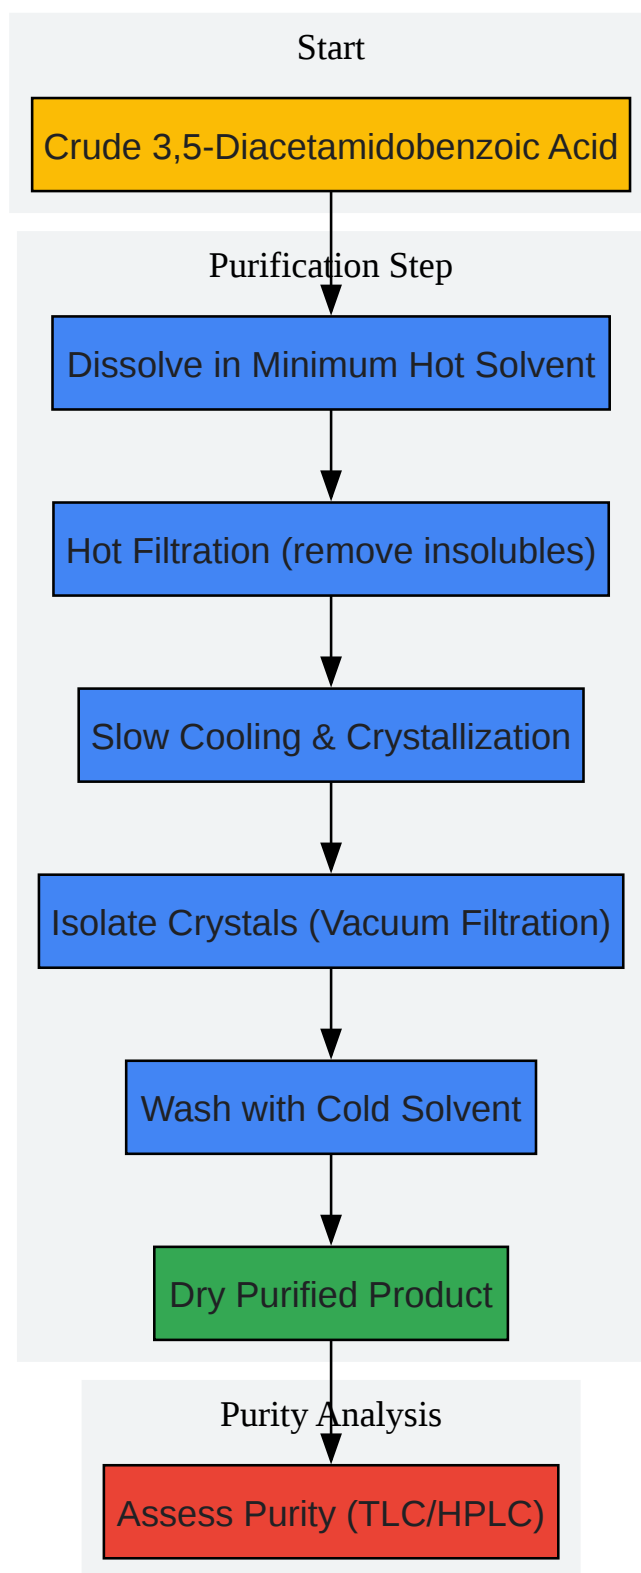 Start
Crude 3,5-Diacetamidobenzoic Acid
Purification Step
Dissolve in Minimum Hot Solvent
Hot Filtration (remove insolubles)
Slow Cooling & Crystallization
Isolate Crystals (Vacuum Filtration)
Wash with Cold Solvent
Dry Purified Product
Purity Analysis
Assess Purity (TLC/HPLC)